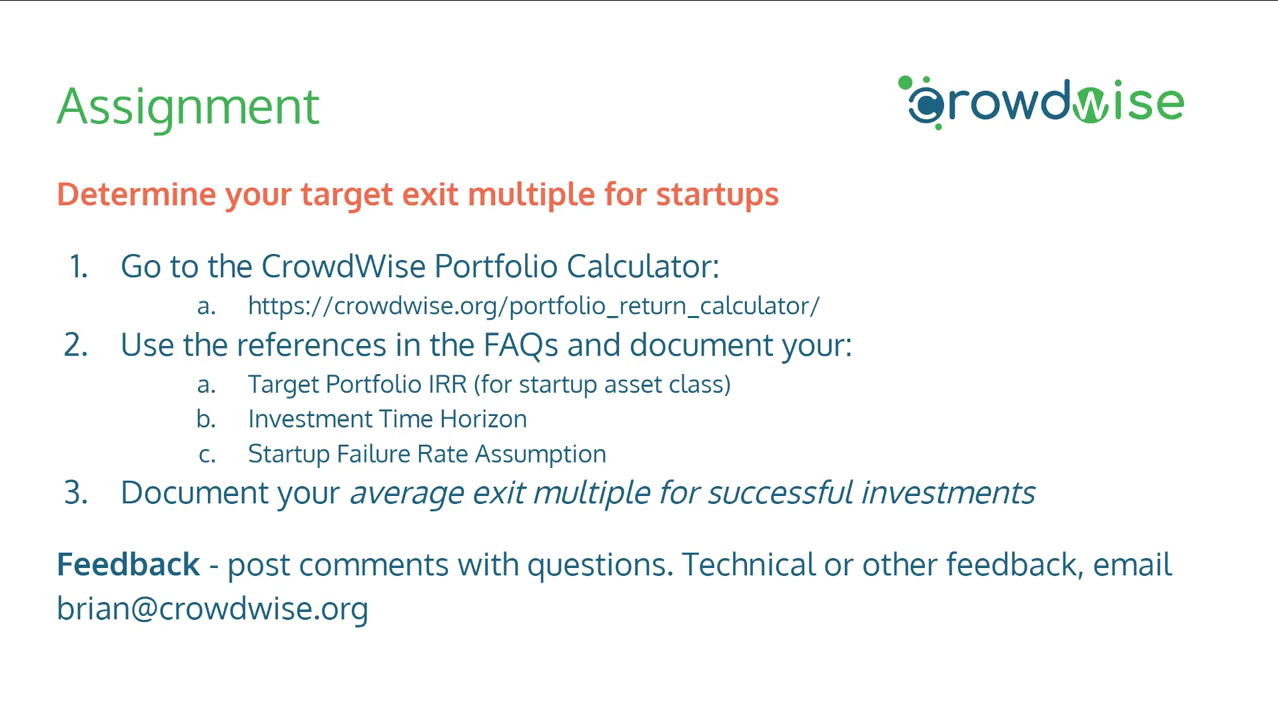 Assignment
crowdwise
Determine your target exit multiple for startups
1. Go to the CrowdWise Portfolio Calculator:
a. https://crowdwise.org/portfolio_return_calculator/
2. Use the references in the FAQs and document your:
a. Target Portfolio IRR (for startup asset class)
b. Investment Time Horizon
c. Startup Failure Rate Assumption
3. Document your average exit multiple for successful investments
Feedback - post comments with questions. Technical or other feedback, email
brian@crowdwise.org